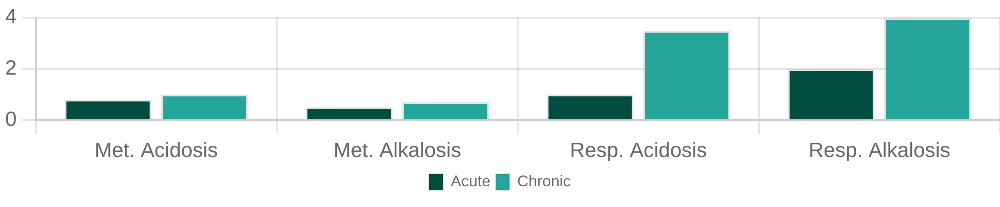 4
2
0
Met. Acidosis Met. Alkalosis Resp. Acidosis Resp. Alkalosis
Acute Chronic